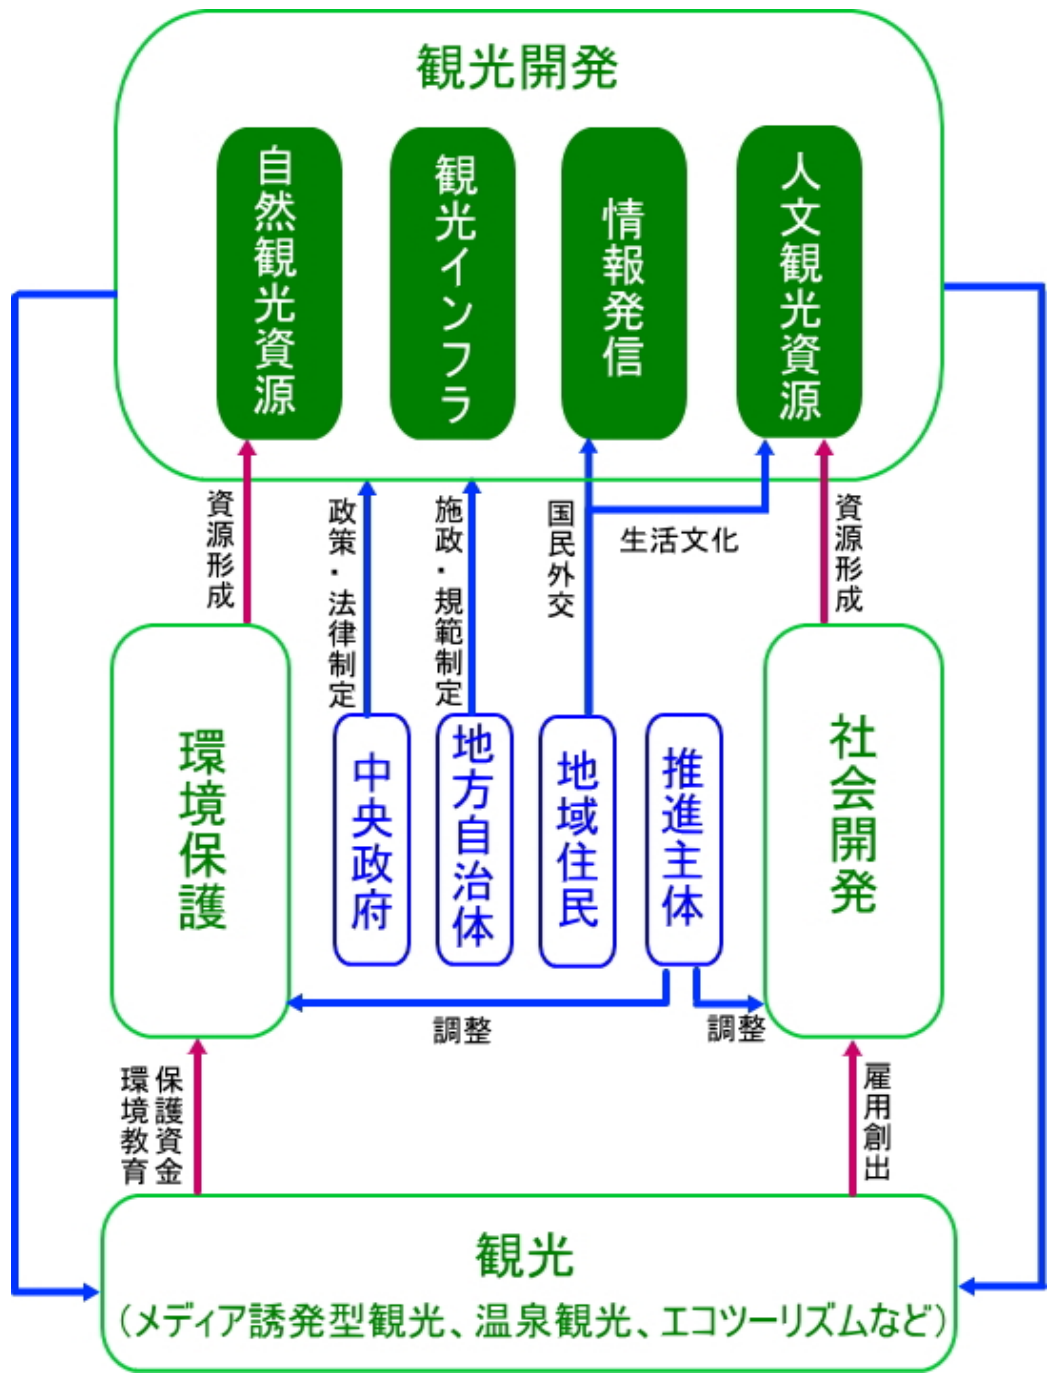 観光開発
自然観光資源
観光インフラ
情報発信
人文観光資源
資源形成
政策・法律制定
施政・規範制定
国民外交
生活文化
資源形成
環境保護
中央政府
地方自治体
地域住民
推進主体
社会開発
調整
調整
保護資金
環境教育
雇用創出
観光
(メディア誘発型観光、温泉観光、エコツーリズムなど)